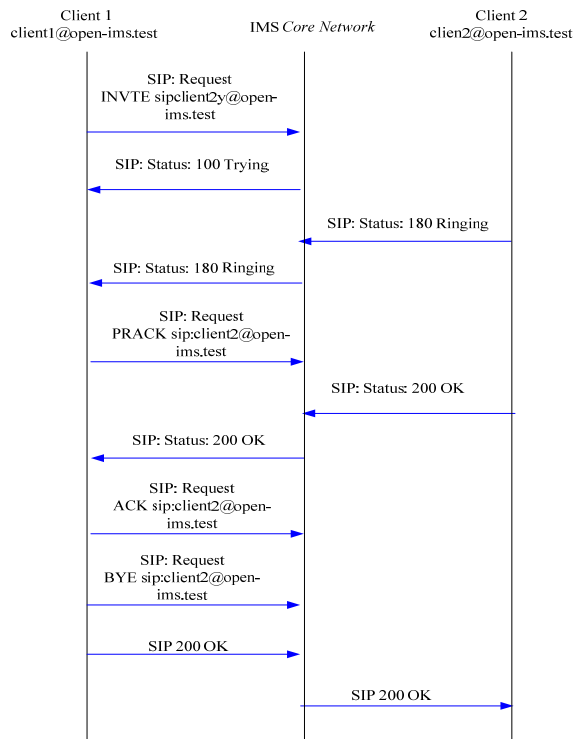 Client 1
client1@open-ims.test
IMS Core Network
Client 2
clien2@open-ims.test
SIP: Request
INVTE sipclient2y@open-
ims.test
SIP: Status: 100 Trying
SIP: Status: 180 Ringing
SIP: Status: 180 Ringing
SIP: Request
PRACK sip:client2@open-
ims.test
SIP: Status: 200 OK
SIP: Status: 200 OK
SIP: Request
ACK sip:client2@open-
ims.test
SIP: Request
BYE sip:client2@open-
ims.test
SIP 200 OK
SIP 200 OK